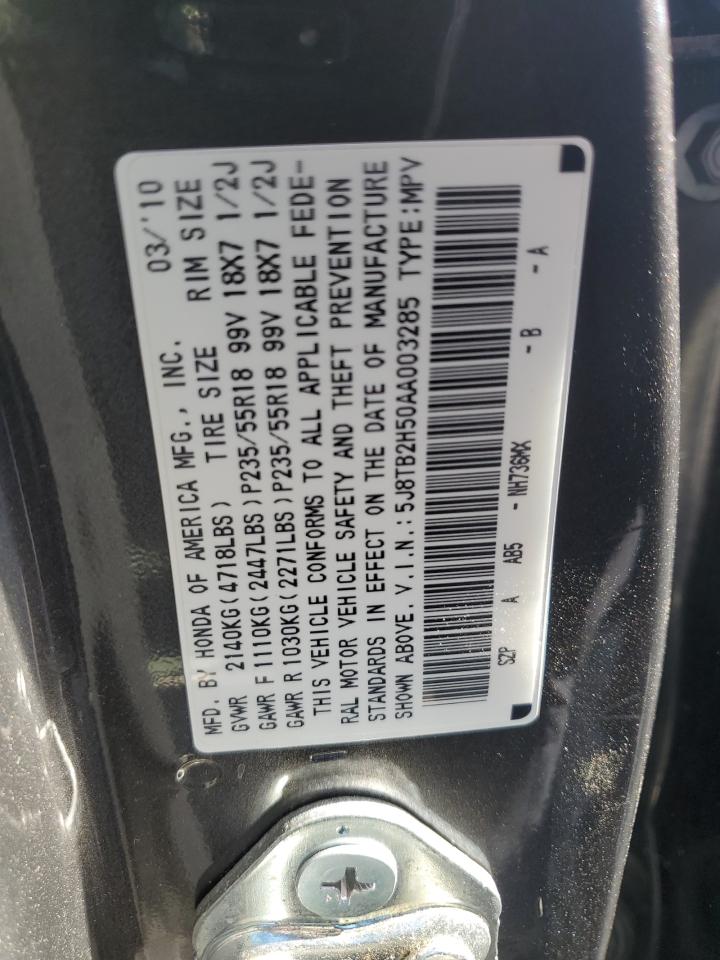 MFD. BY HONDA OF AMERICA MFG., INC. 03/'10
GVWR 2140KG(4718LBS) TIRE SIZE RIM SIZE
GAWR F 1110KG(2447LBS)P235/55R18 99V 18X7 1/2J
GAWR R 1030KG(2271LBS)P235/55R18 99V 18X7 1/2J
THIS VEHICLE CONFORMS TO ALL APPLICABLE FEDE-
RAL MOTOR VEHICLE SAFETY AND THEFT PREVENTION
STANDARDS IN EFFECT ON THE DATE OF MANUFACTURE
SHOWN ABOVE. V.I.N.:5J8TB2H50AA003285 TYPE:MPV
SZP A AB5 - NH736MX - B - A